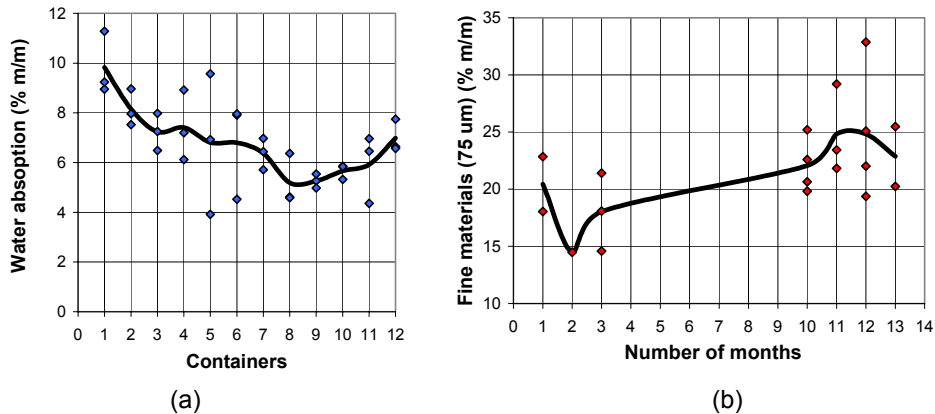 Water absoption (% m/m)
12
10
8
6
4
2
0
0 1 2 3 4 5 6 7 8 9 10 11 12
Containers
(a)
Fine materials (75 um) (% m/m)
35
30
25
20
15
10
0 1 2 3 4 5 6 7 8 9 10 11 12 13 14
Number of months
(b)